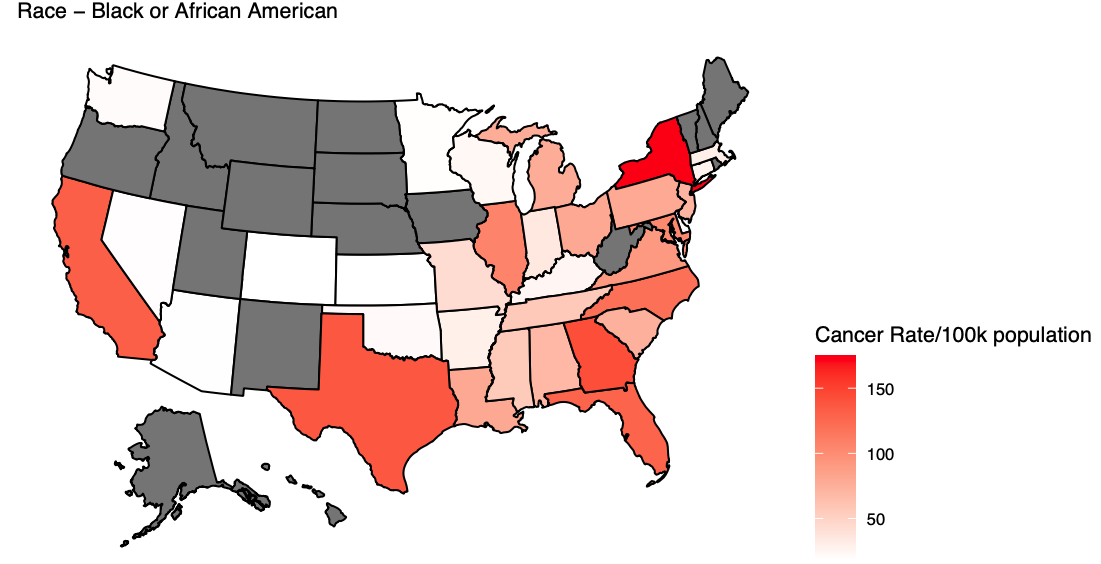 Race − Black or African American
Cancer Rate/100k population
150
100
50